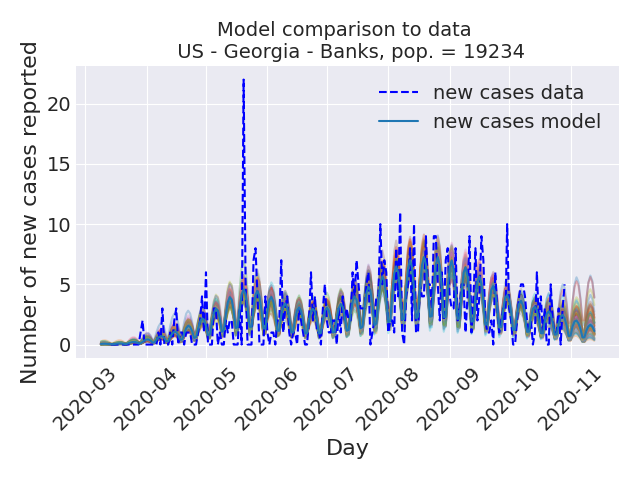 Model comparison to data
US - Georgia - Banks, pop. = 19234
Number of new cases reported
20
15
10
5
0
new cases data
new cases model
2020-03
2020-04
2020-05
2020-06
2020-07
2020-08
2020-09
2020-10
2020-11
Day